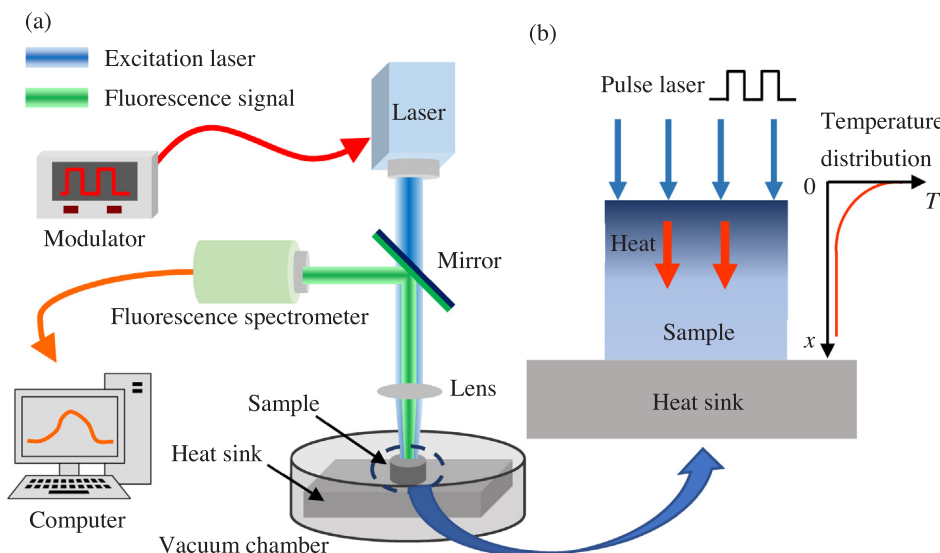 (a)
Excitation laser
Fluorescence signal
Laser
Modulator
Mirror
Fluorescence spectrometer
Lens
Sample
Heat sink
Computer
Vacuum chamber
(b)
Pulse laser
Temperature
distribution
0
T
Heat
Sample
x
Heat sink